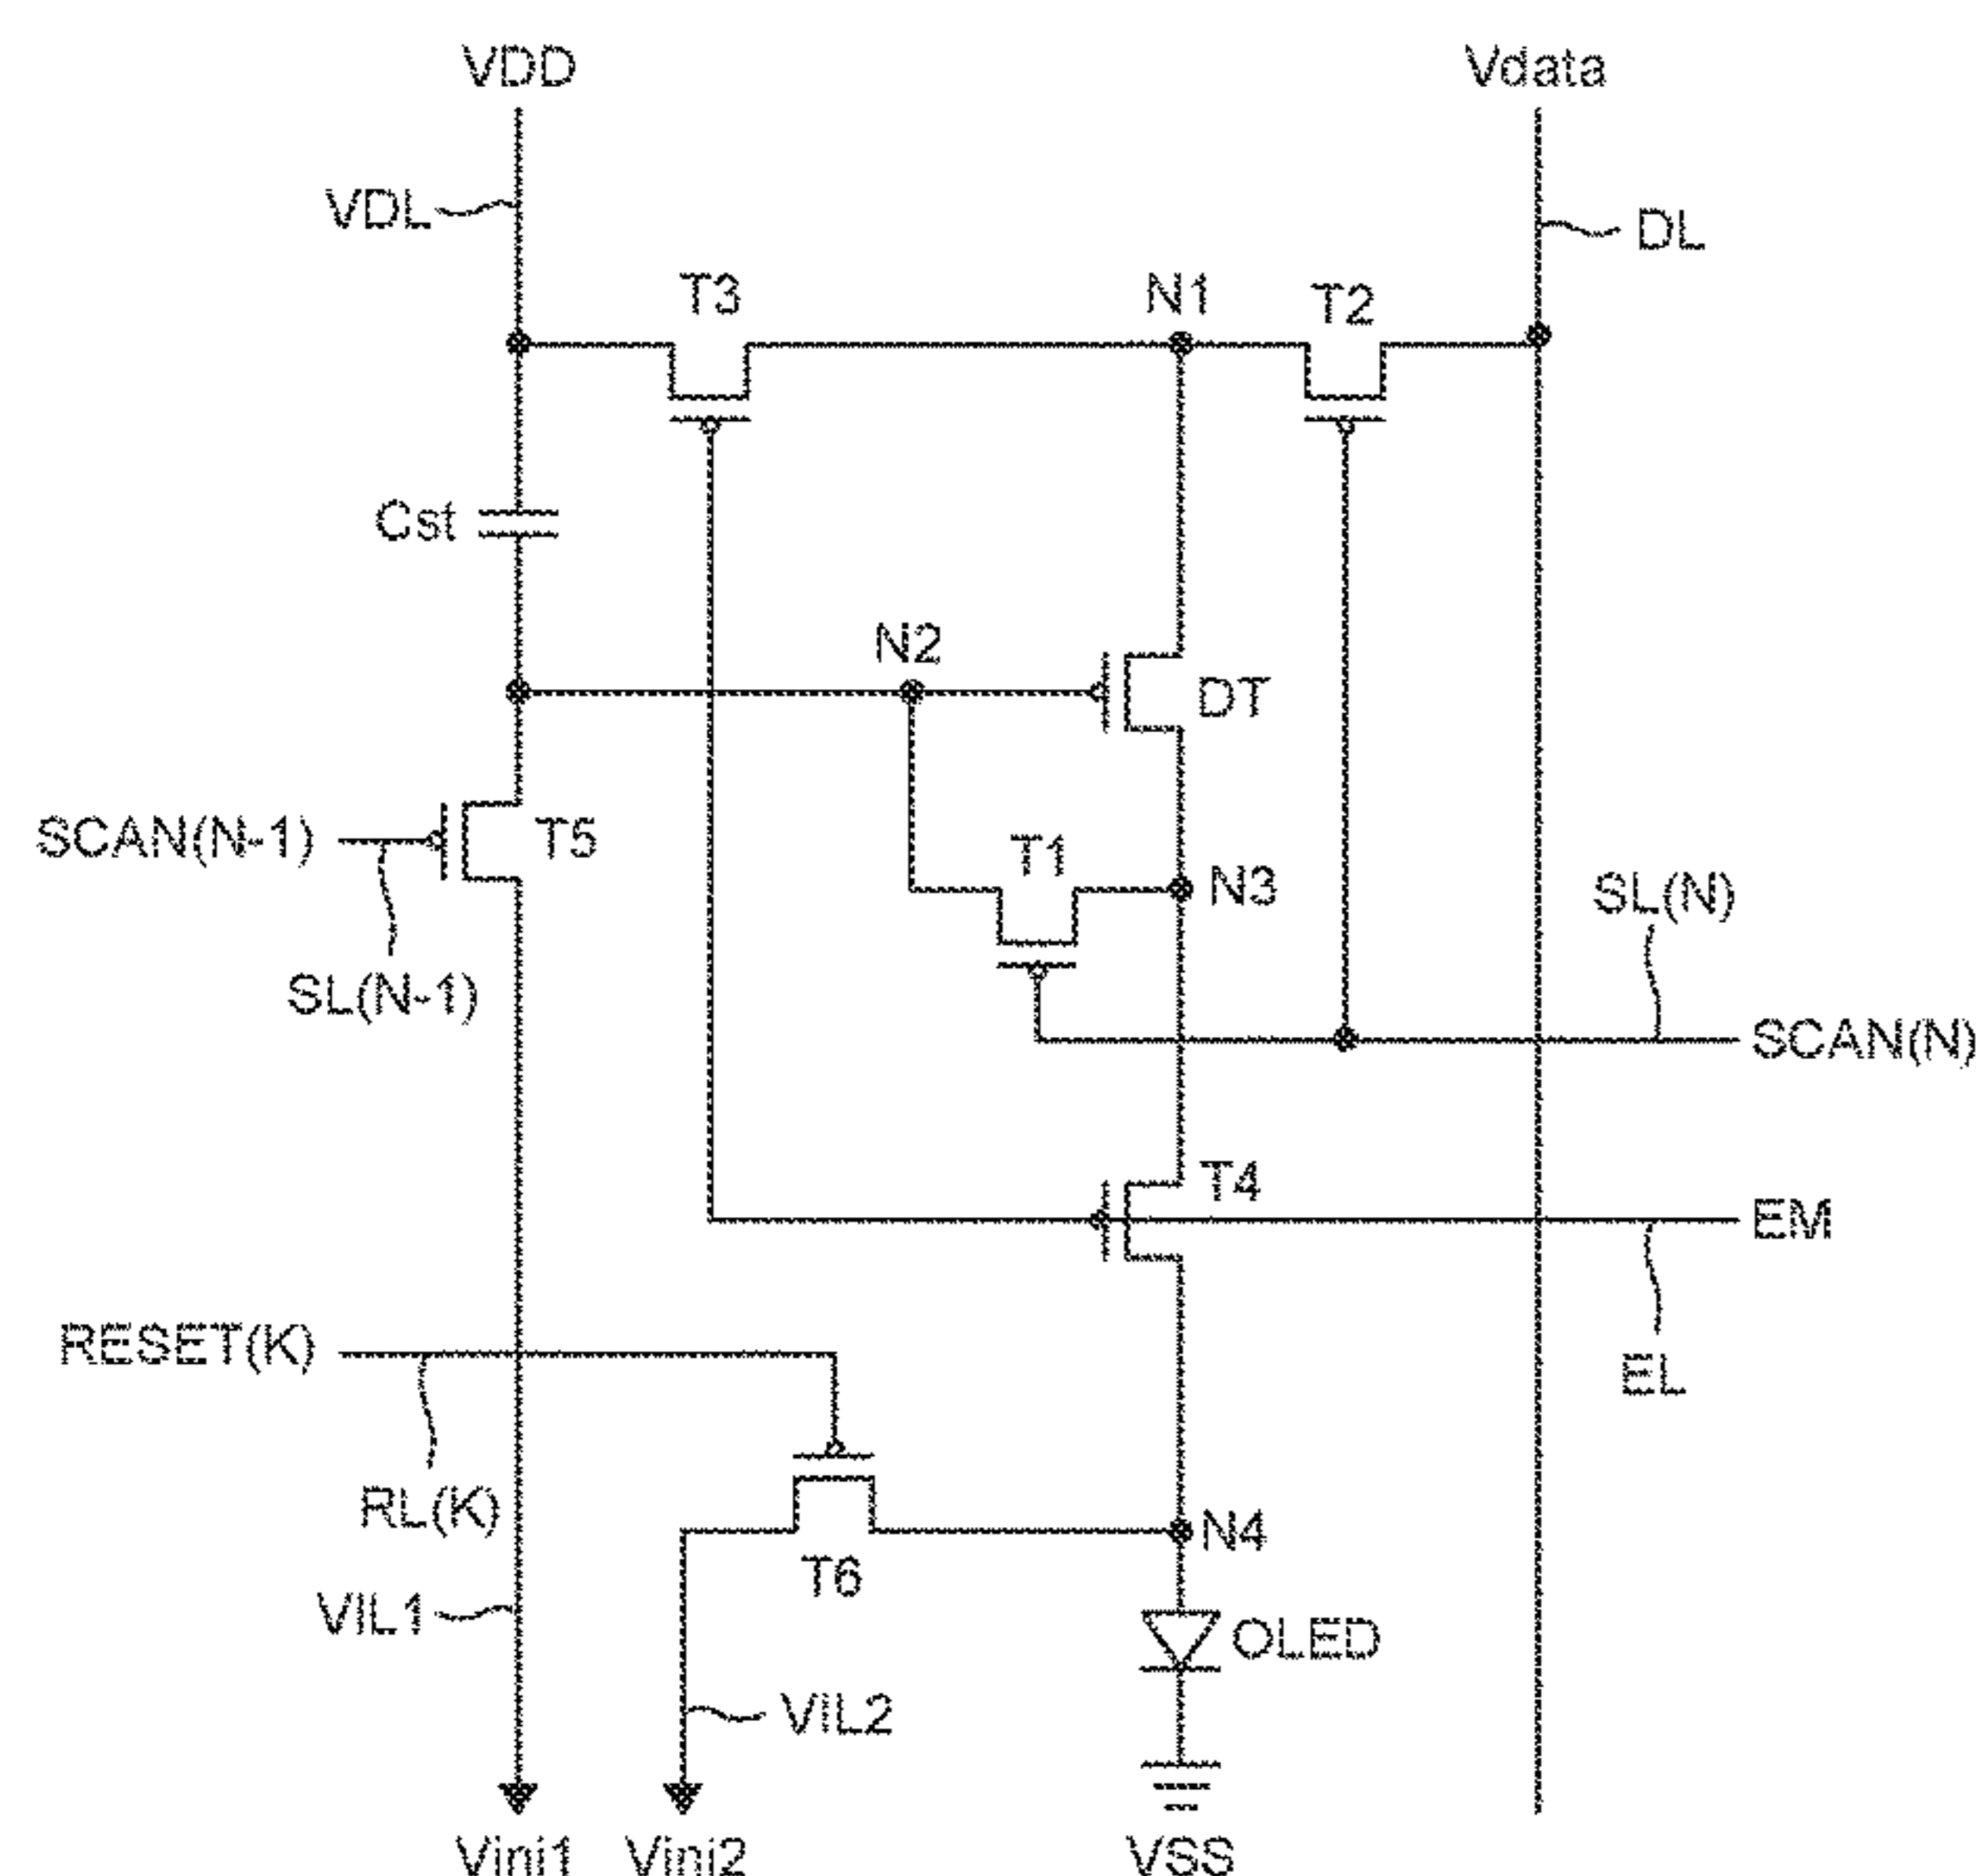 VDD
Vdata
VDL
DL
T3
N1
T2
Cst
N2
DT
SCAN(N-1)
T5
T1
N3
SL(N)
SL(N-1)
SCAN(N)
T4
EM
RESET(K)
EL
RL(K)
N4
T6
VIL1
OLED
VIL2
Vini1
Vini2
VSS